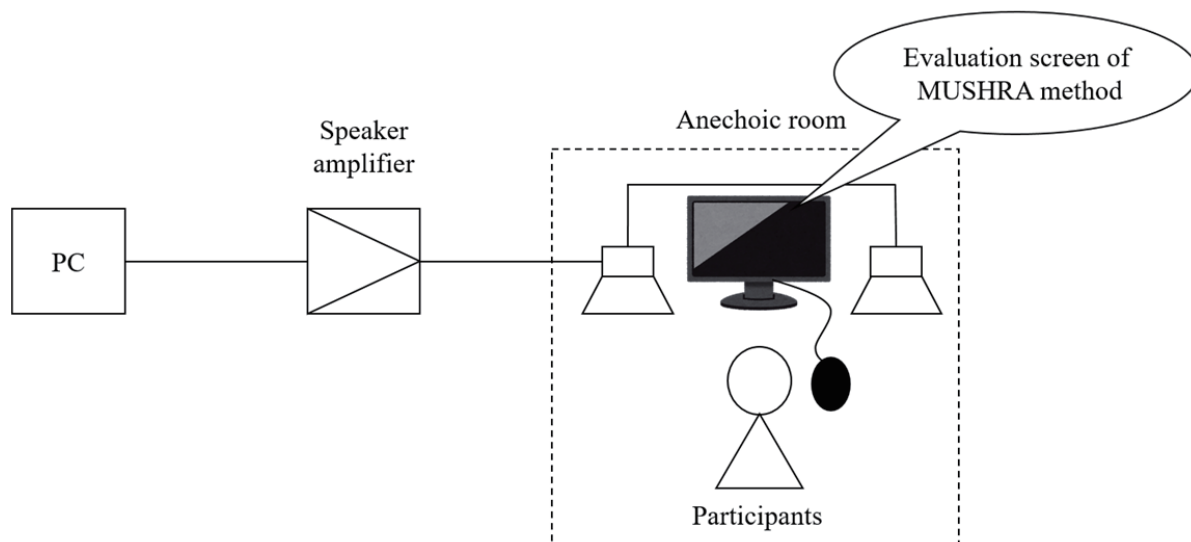 Evaluation screen of
MUSHRA method
Anechoic room
Speaker
amplifier
PC
Participants